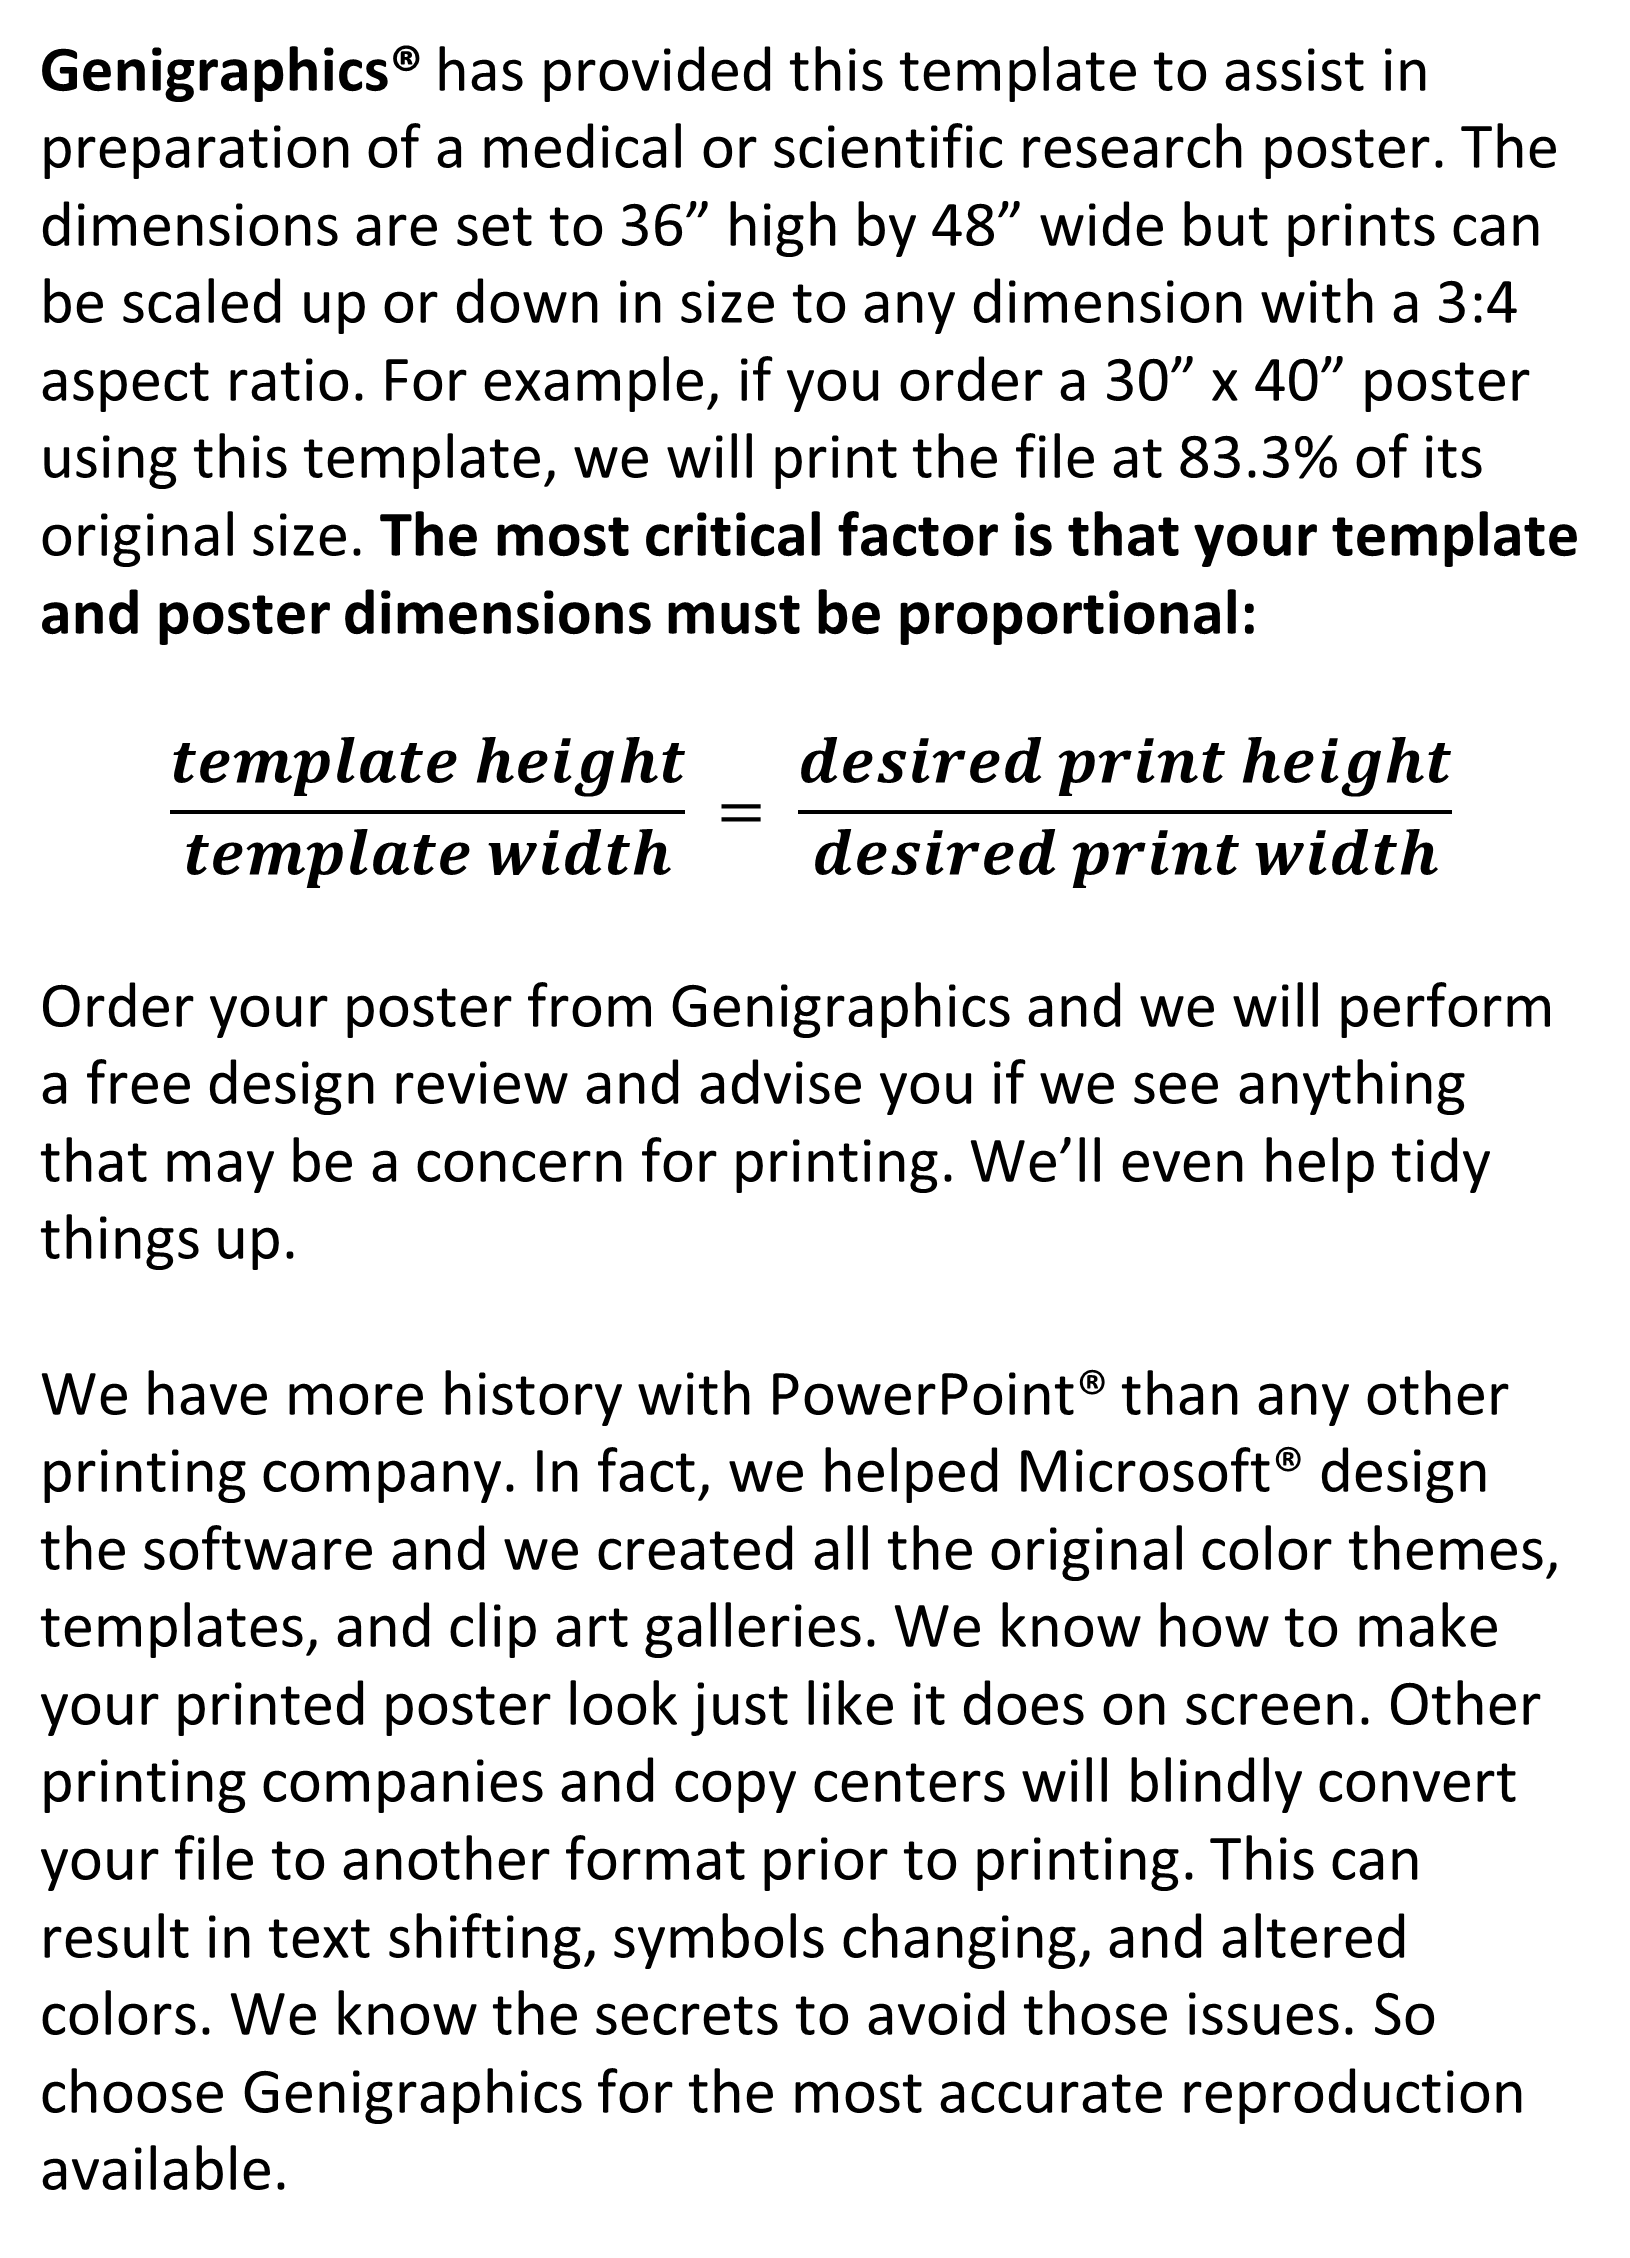 Genigraphics® has provided this template to assist in
preparation of a medical or scientific research poster. The
dimensions are set to 36” high by 48” wide but prints can
be scaled up or down in size to any dimension with a 3:4
aspect ratio. For example, if you order a 30” x 40” poster
using this template, we will print the file at 83.3% of its
original size. The most critical factor is that your template
and poster dimensions must be proportional:
template height
template width
=
desired print height
desired print width
Order your poster from Genigraphics and we will perform
a free design review and advise you if we see anything
that may be a concern for printing. We’ll even help tidy
things up.
We have more history with PowerPoint® than any other
printing company. In fact, we helped Microsoft® design
the software and we created all the original color themes,
templates, and clip art galleries. We know how to make
your printed poster look just like it does on screen. Other
printing companies and copy centers will blindly convert
your file to another format prior to printing. This can
result in text shifting, symbols changing, and altered
colors. We know the secrets to avoid those issues. So
choose Genigraphics for the most accurate reproduction
available.